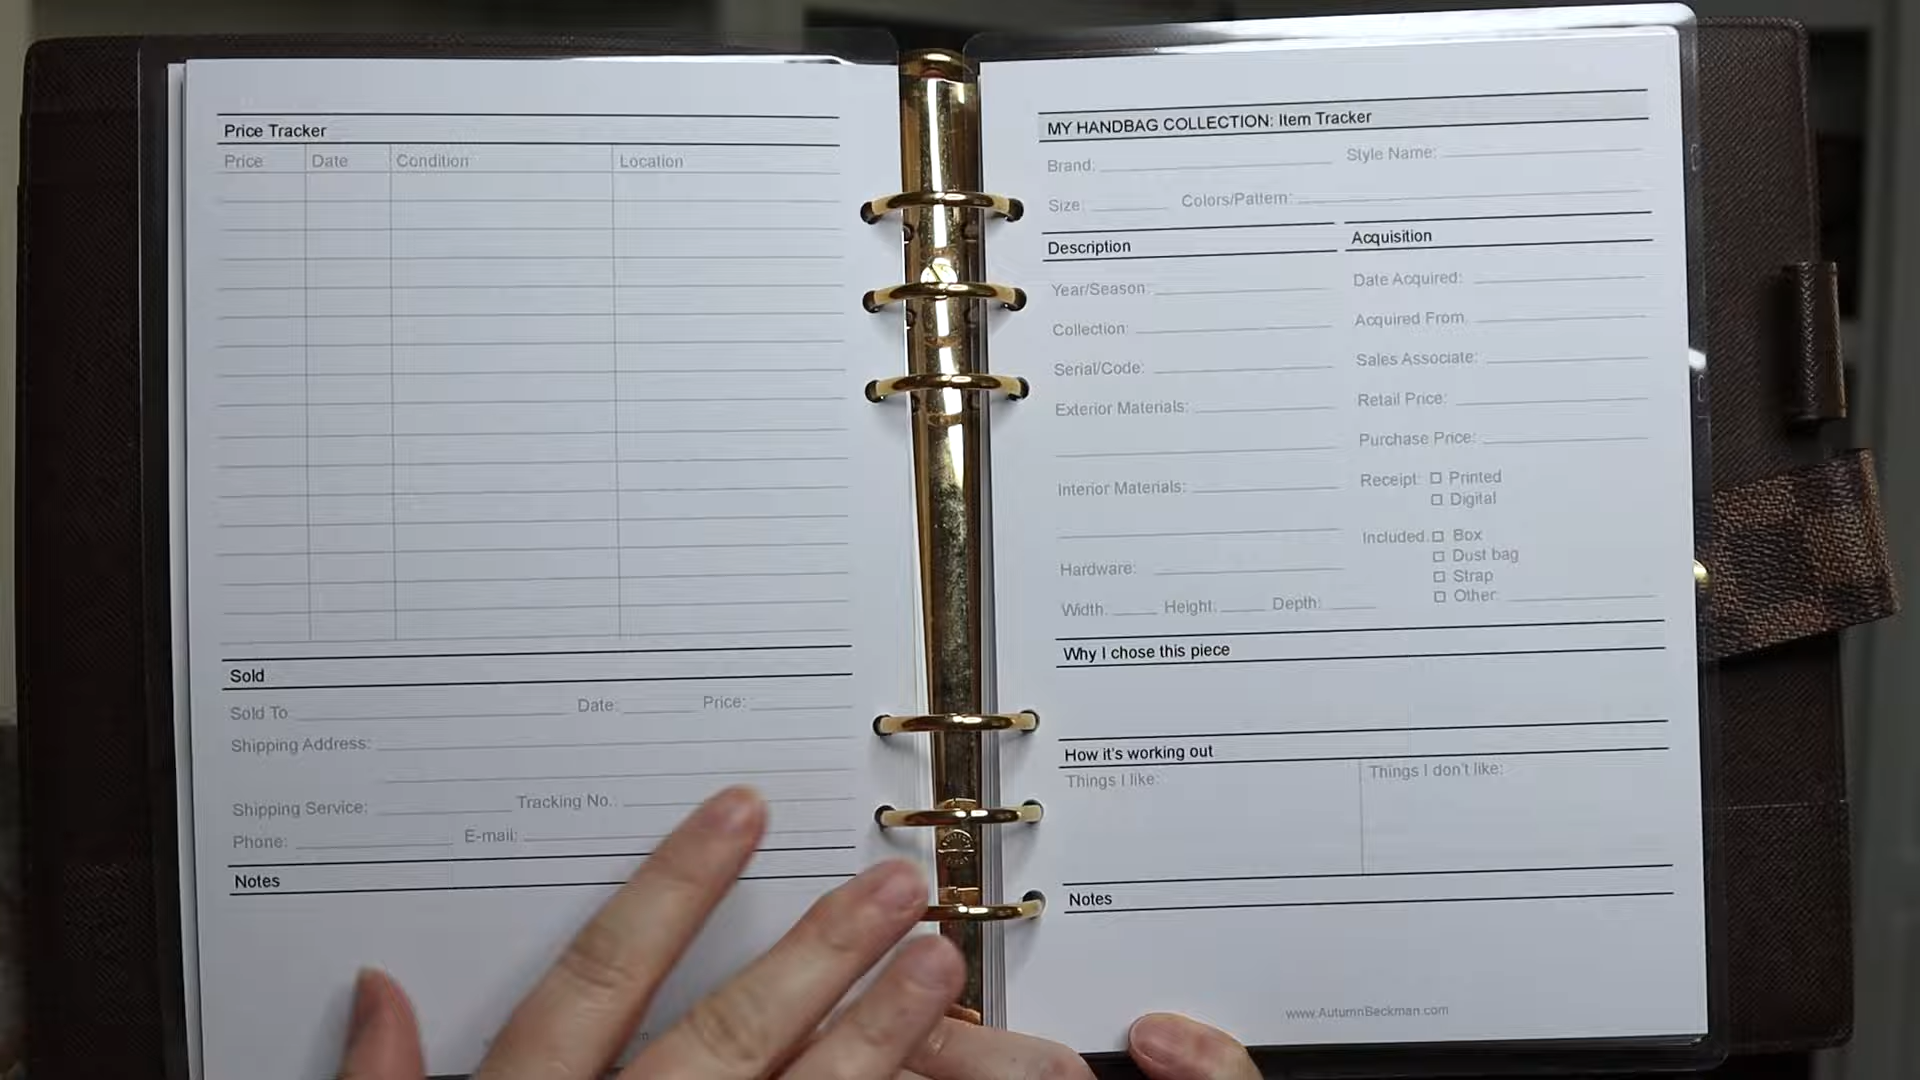 Price Tracker
Price Date Condition Location
Sold
Sold To Date: Price:
Shipping Address:
Shipping Service: Tracking No.:
Phone: E-mail:
Notes
MY HANDBAG COLLECTION: Item Tracker
Brand: Style Name:
Size: Colors/Pattern:
Description
Year/Season:
Collection:
Serial/Code:
Exterior Materials:
Interior Materials:
Hardware:
Width: Height: Depth:
Acquisition
Date Acquired:
Acquired From
Sales Associate:
Retail Price:
Purchase Price:
Receipt: Printed
Digital
Included: Box
Dust bag
Strap
Other:
Why I chose this piece
How it's working out
Things I like: Things I don't like:
Notes
www.AutumnBeckman.com